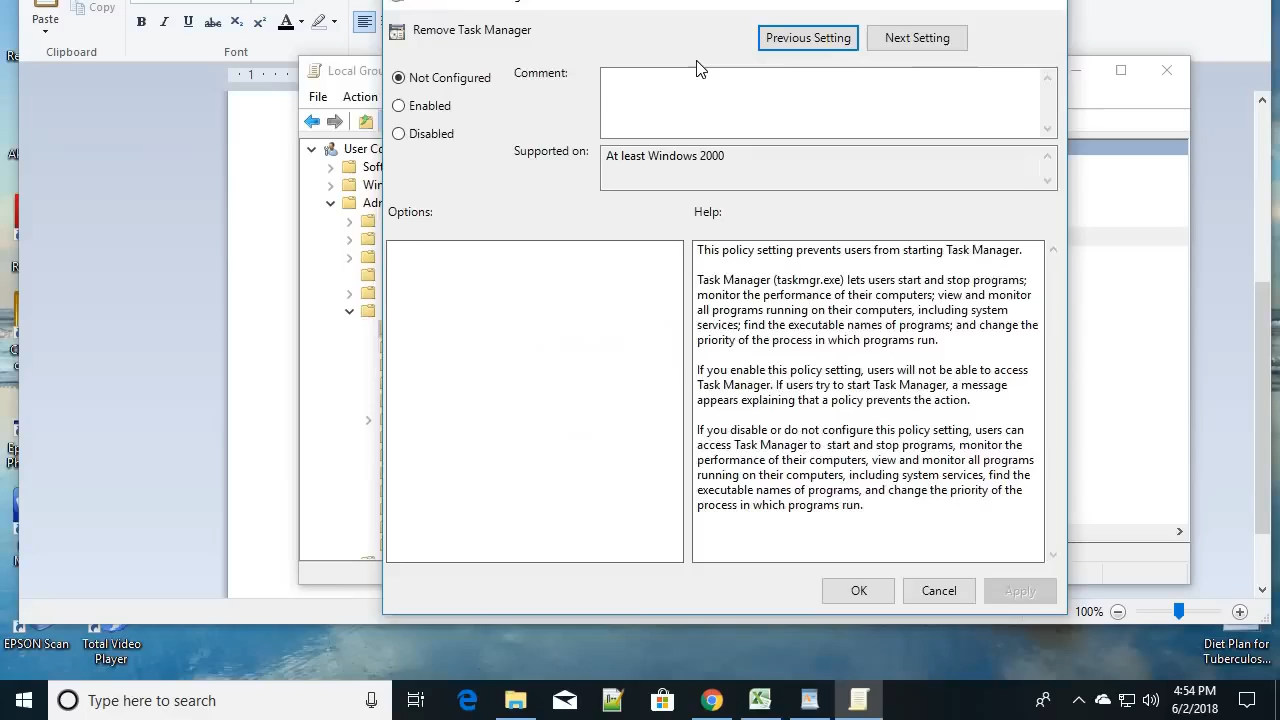 Paste
Copy
Clipboard
B I U abc X₂ X² A
Font
1
Local Grou
File Action
User Co
Soft
Win
Adn
Remove Task Manager
Previous Setting
Next Setting
Not Configured
Enabled
Disabled
Comment:
Supported on:
At least Windows 2000
Options:
Help:
This policy setting prevents users from starting Task Manager.
Task Manager (taskmgr.exe) lets users start and stop programs;
monitor the performance of their computers; view and monitor
all programs running on their computers, including system
services; find the executable names of programs; and change the
priority of the process in which programs run.
If you enable this policy setting, users will not be able to access
Task Manager. If users try to start Task Manager, a message
appears explaining that a policy prevents the action.
If you disable or do not configure this policy setting, users can
access Task Manager to start and stop programs, monitor the
performance of their computers, view and monitor all programs
running on their computers, including system services, find the
executable names of programs, and change the priority of the
process in which programs run.
OK
Cancel
Apply
100%
EPSON Scan
Total Video
Player
Diet Plan for
Tuberculos...
Type here to search
4:54 PM
6/2/2018